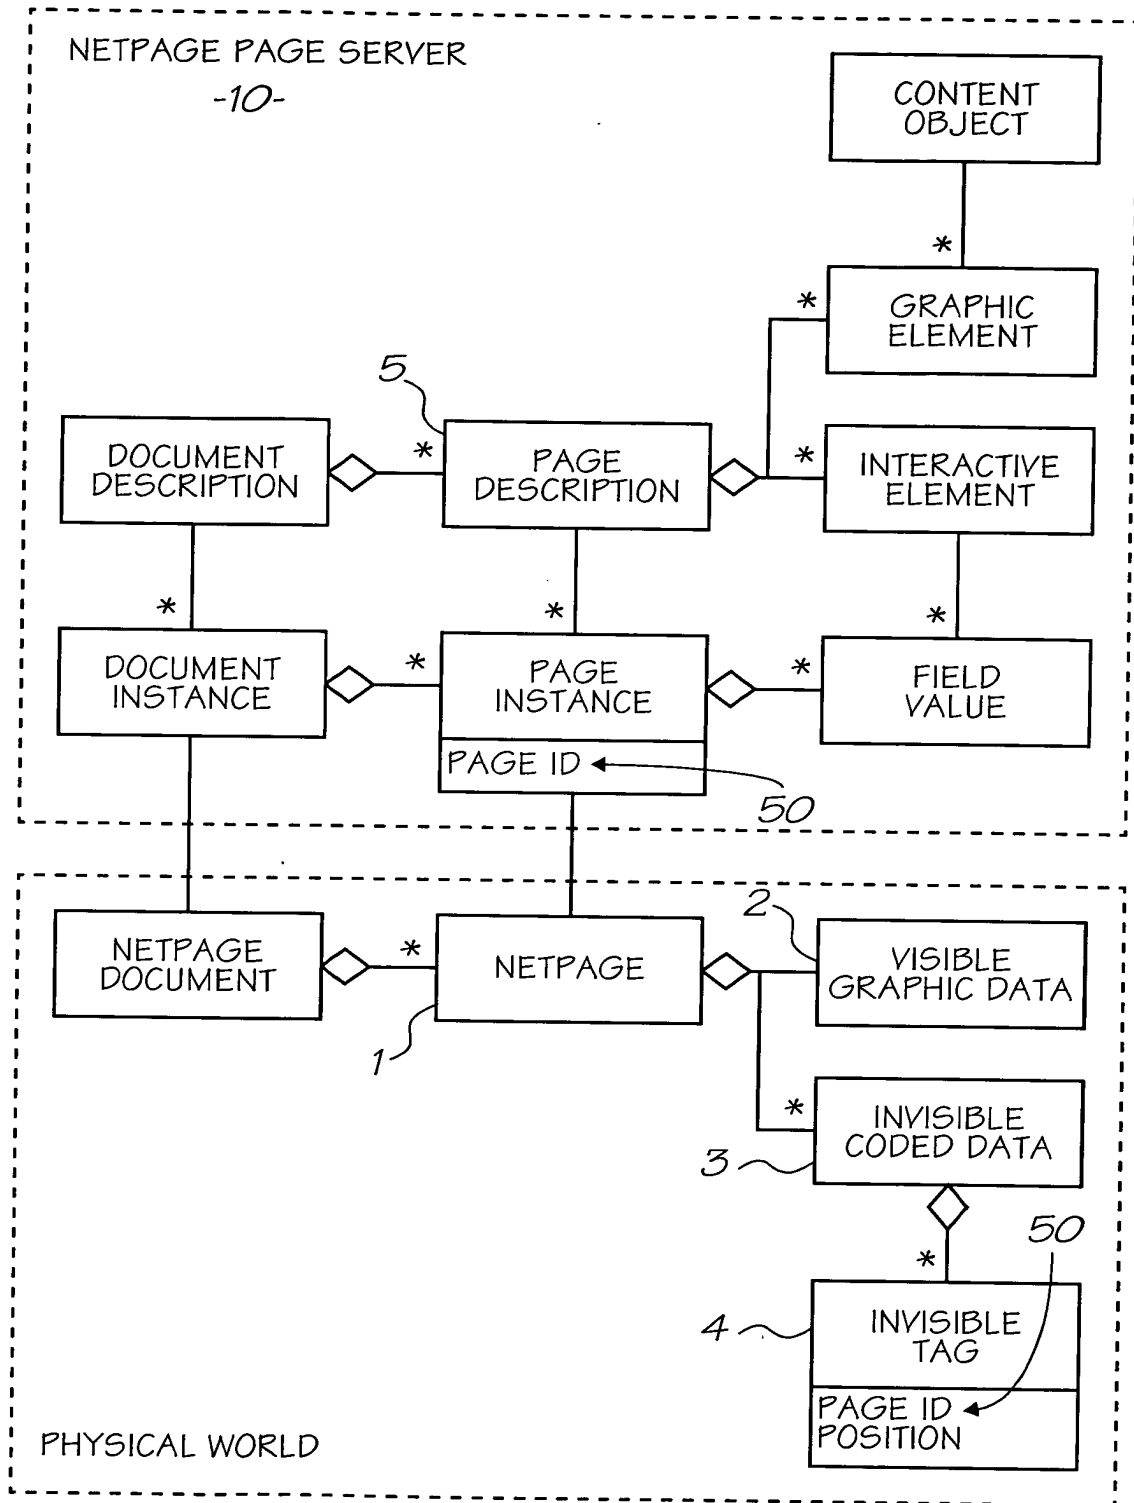 NETPAGE PAGE SERVER
-10-
CONTENT
OBJECT
*
*
GRAPHIC
ELEMENT
5
DOCUMENT
DESCRIPTION
*
PAGE
DESCRIPTION
*
INTERACTIVE
ELEMENT
*
*
*
DOCUMENT
INSTANCE
*
PAGE
INSTANCE
*
FIELD
VALUE
PAGE ID
50
NETPAGE
DOCUMENT
*
NETPAGE
1
2
VISIBLE
GRAPHIC DATA
*
INVISIBLE
CODED DATA
3
*
50
4
INVISIBLE
TAG
PAGE ID
POSITION
PHYSICAL WORLD